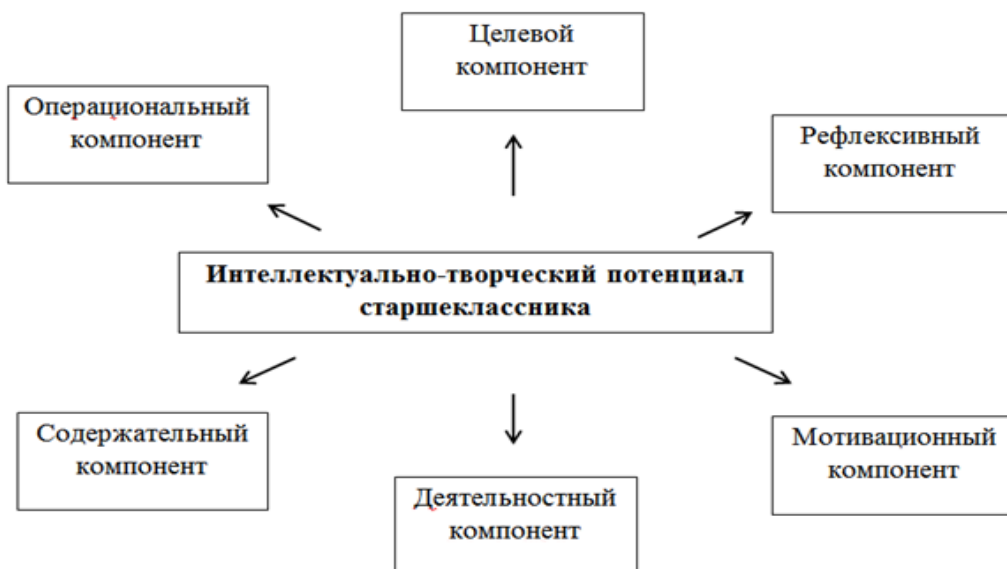 Целевой
компонент
Операциональный
компонент
Рефлексивный
компонент
Интеллектуально-творческий потенциал
старшеклассника
Содержательный
компонент
Мотивационный
компонент
Деятельностный
компонент